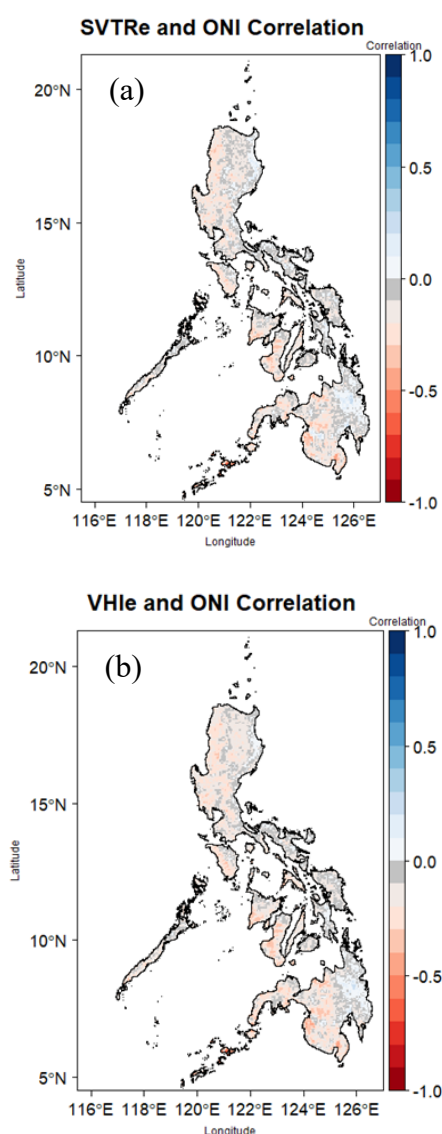 SVTRe and ONI Correlation
Correlation
(a)
1.0
0.5
0.0
-0.5
-1.0
20°N
15°N
10°N
5°N
Latitude
116°E 118°E 120°E 122°E 124°E 126°E
Longitude
VHIe and ONI Correlation
Correlation
(b)
1.0
0.5
0.0
-0.5
-1.0
20°N
15°N
10°N
5°N
Latitude
116°E 118°E 120°E 122°E 124°E 126°E
Longitude